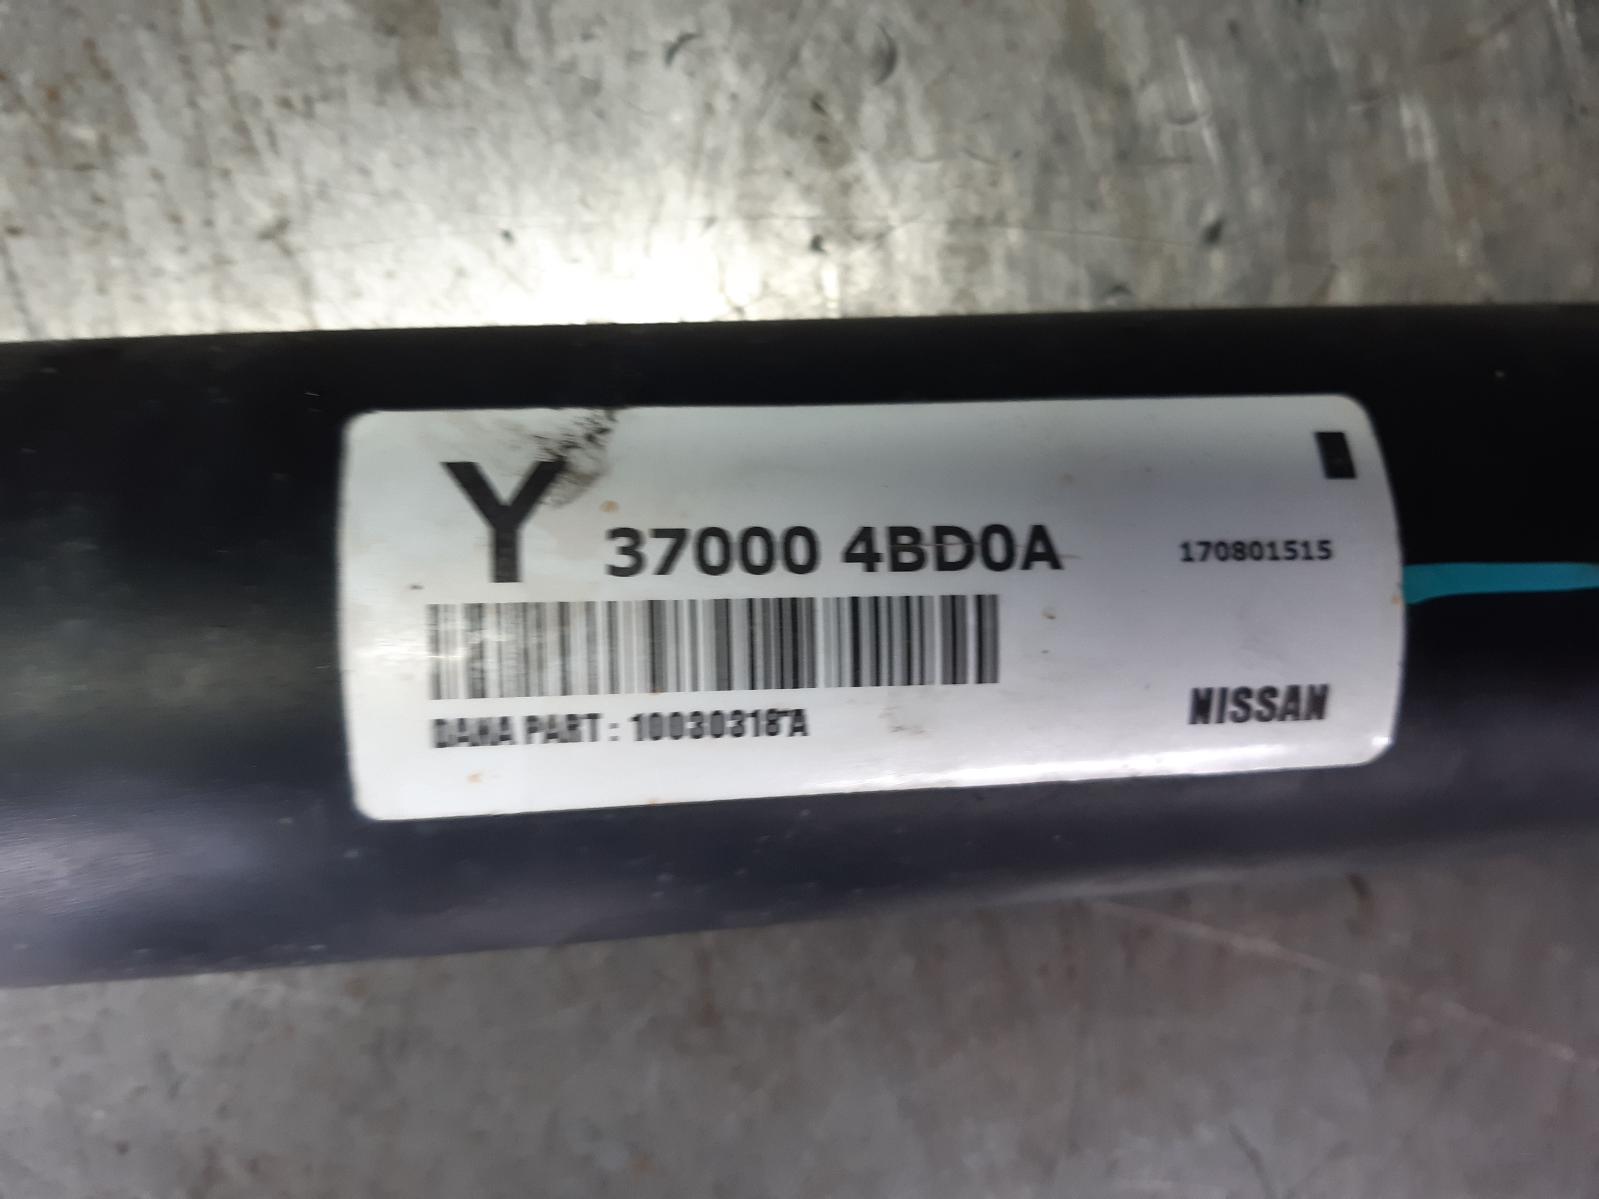 Y 37000 4BD0A 170801515
DANA PART : 10030318*A
NISSAN